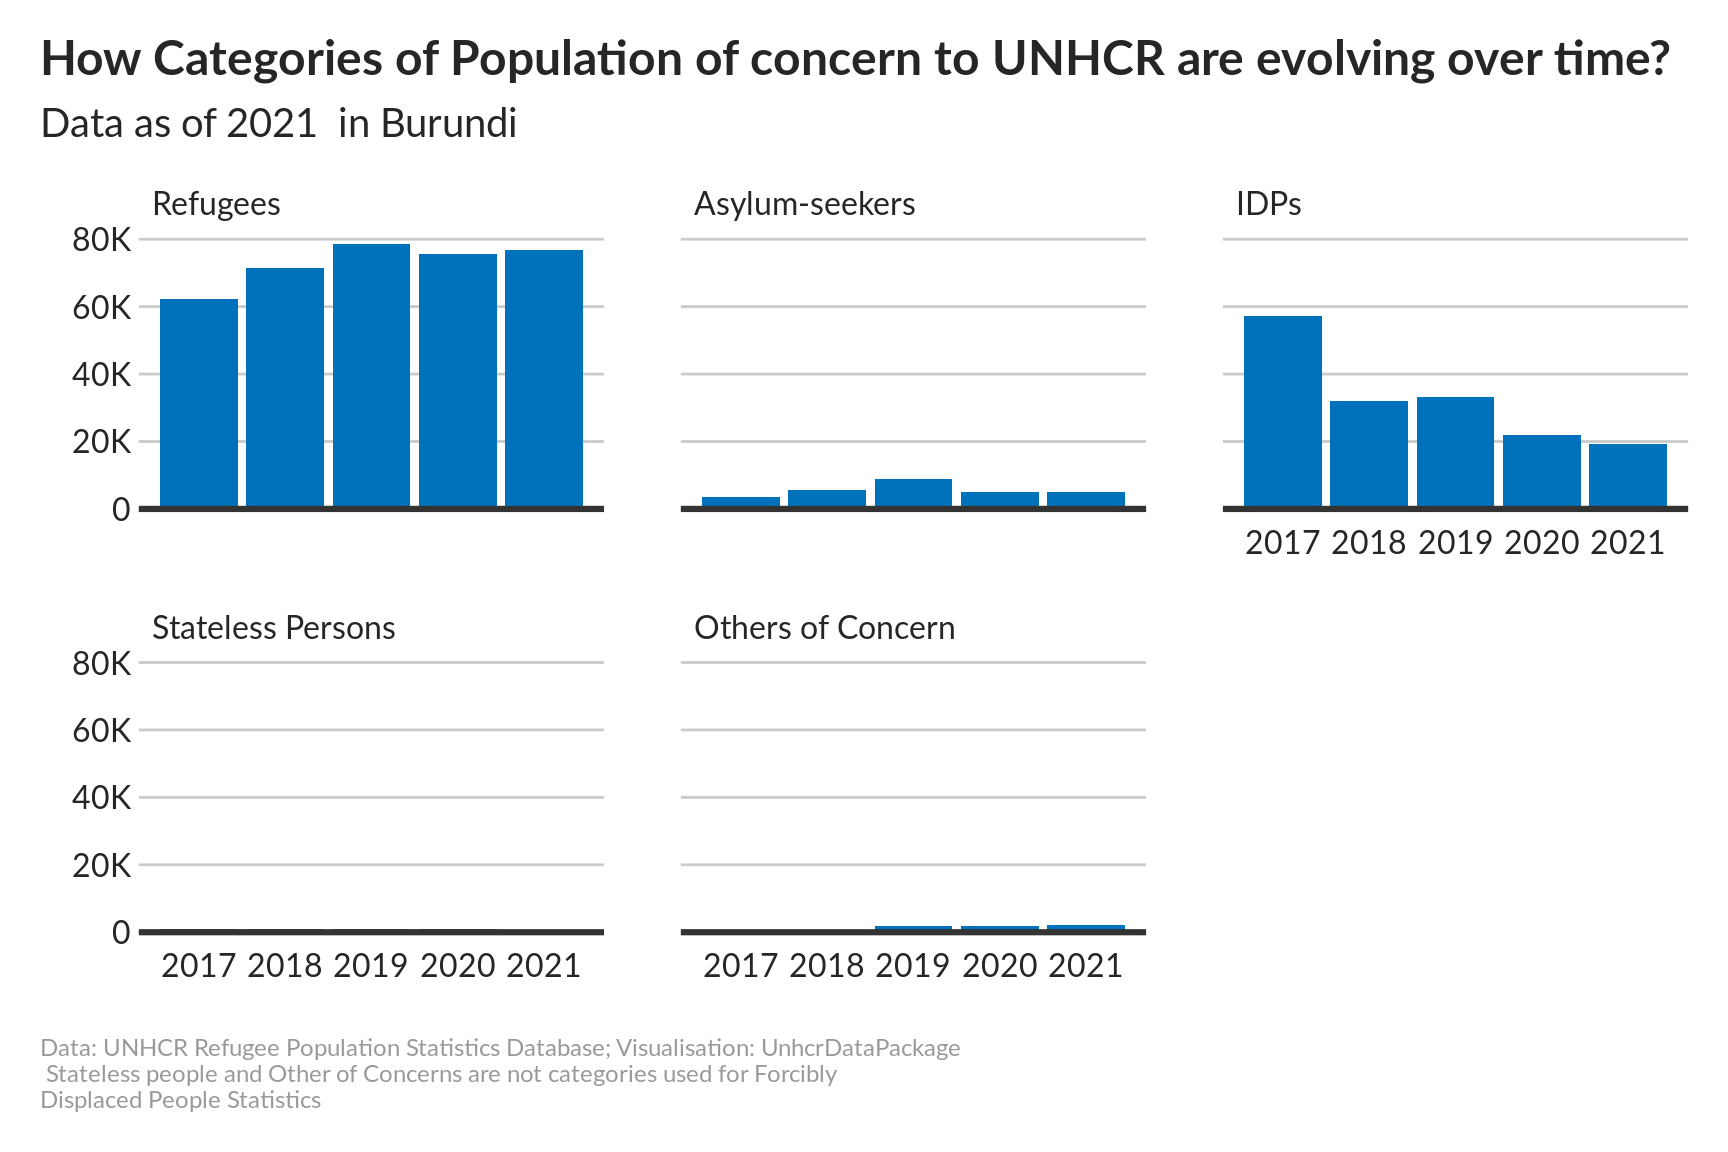 How Categories of Population of concern to UNHCR are evolving over time?
Data as of 2021  in Burundi
Refugees
Asylum-seekers
IDPs
80K
60K
40K
20K
0
2017 2018 2019 2020 2021
Stateless Persons
Others of Concern
80K
60K
40K
20K
0
2017 2018 2019 2020 2021
2017 2018 2019 2020 2021
Data: UNHCR Refugee Population Statistics Database; Visualisation: UnhcrDataPackage
Stateless people and Other of Concerns are not categories used for Forcibly
Displaced People Statistics